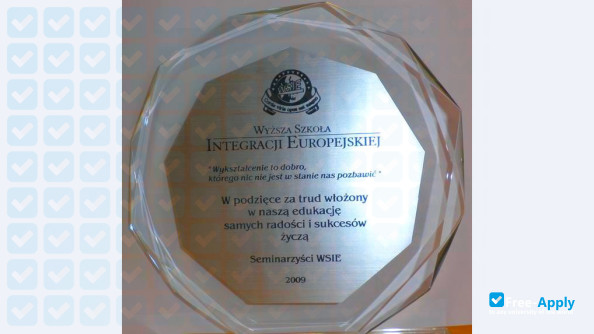 WYŻSZA SZKOŁA
INTEGRACJI EUROPEJSKIEJ
"Wykształcenie to dobro,
którego nic nie jest w stanie nas pozbawić"
W podzięce za trud włożony
w naszą edukację
samych radości i sukcesów
życzą
Seminarzyści WSIE
2009
Free Apply